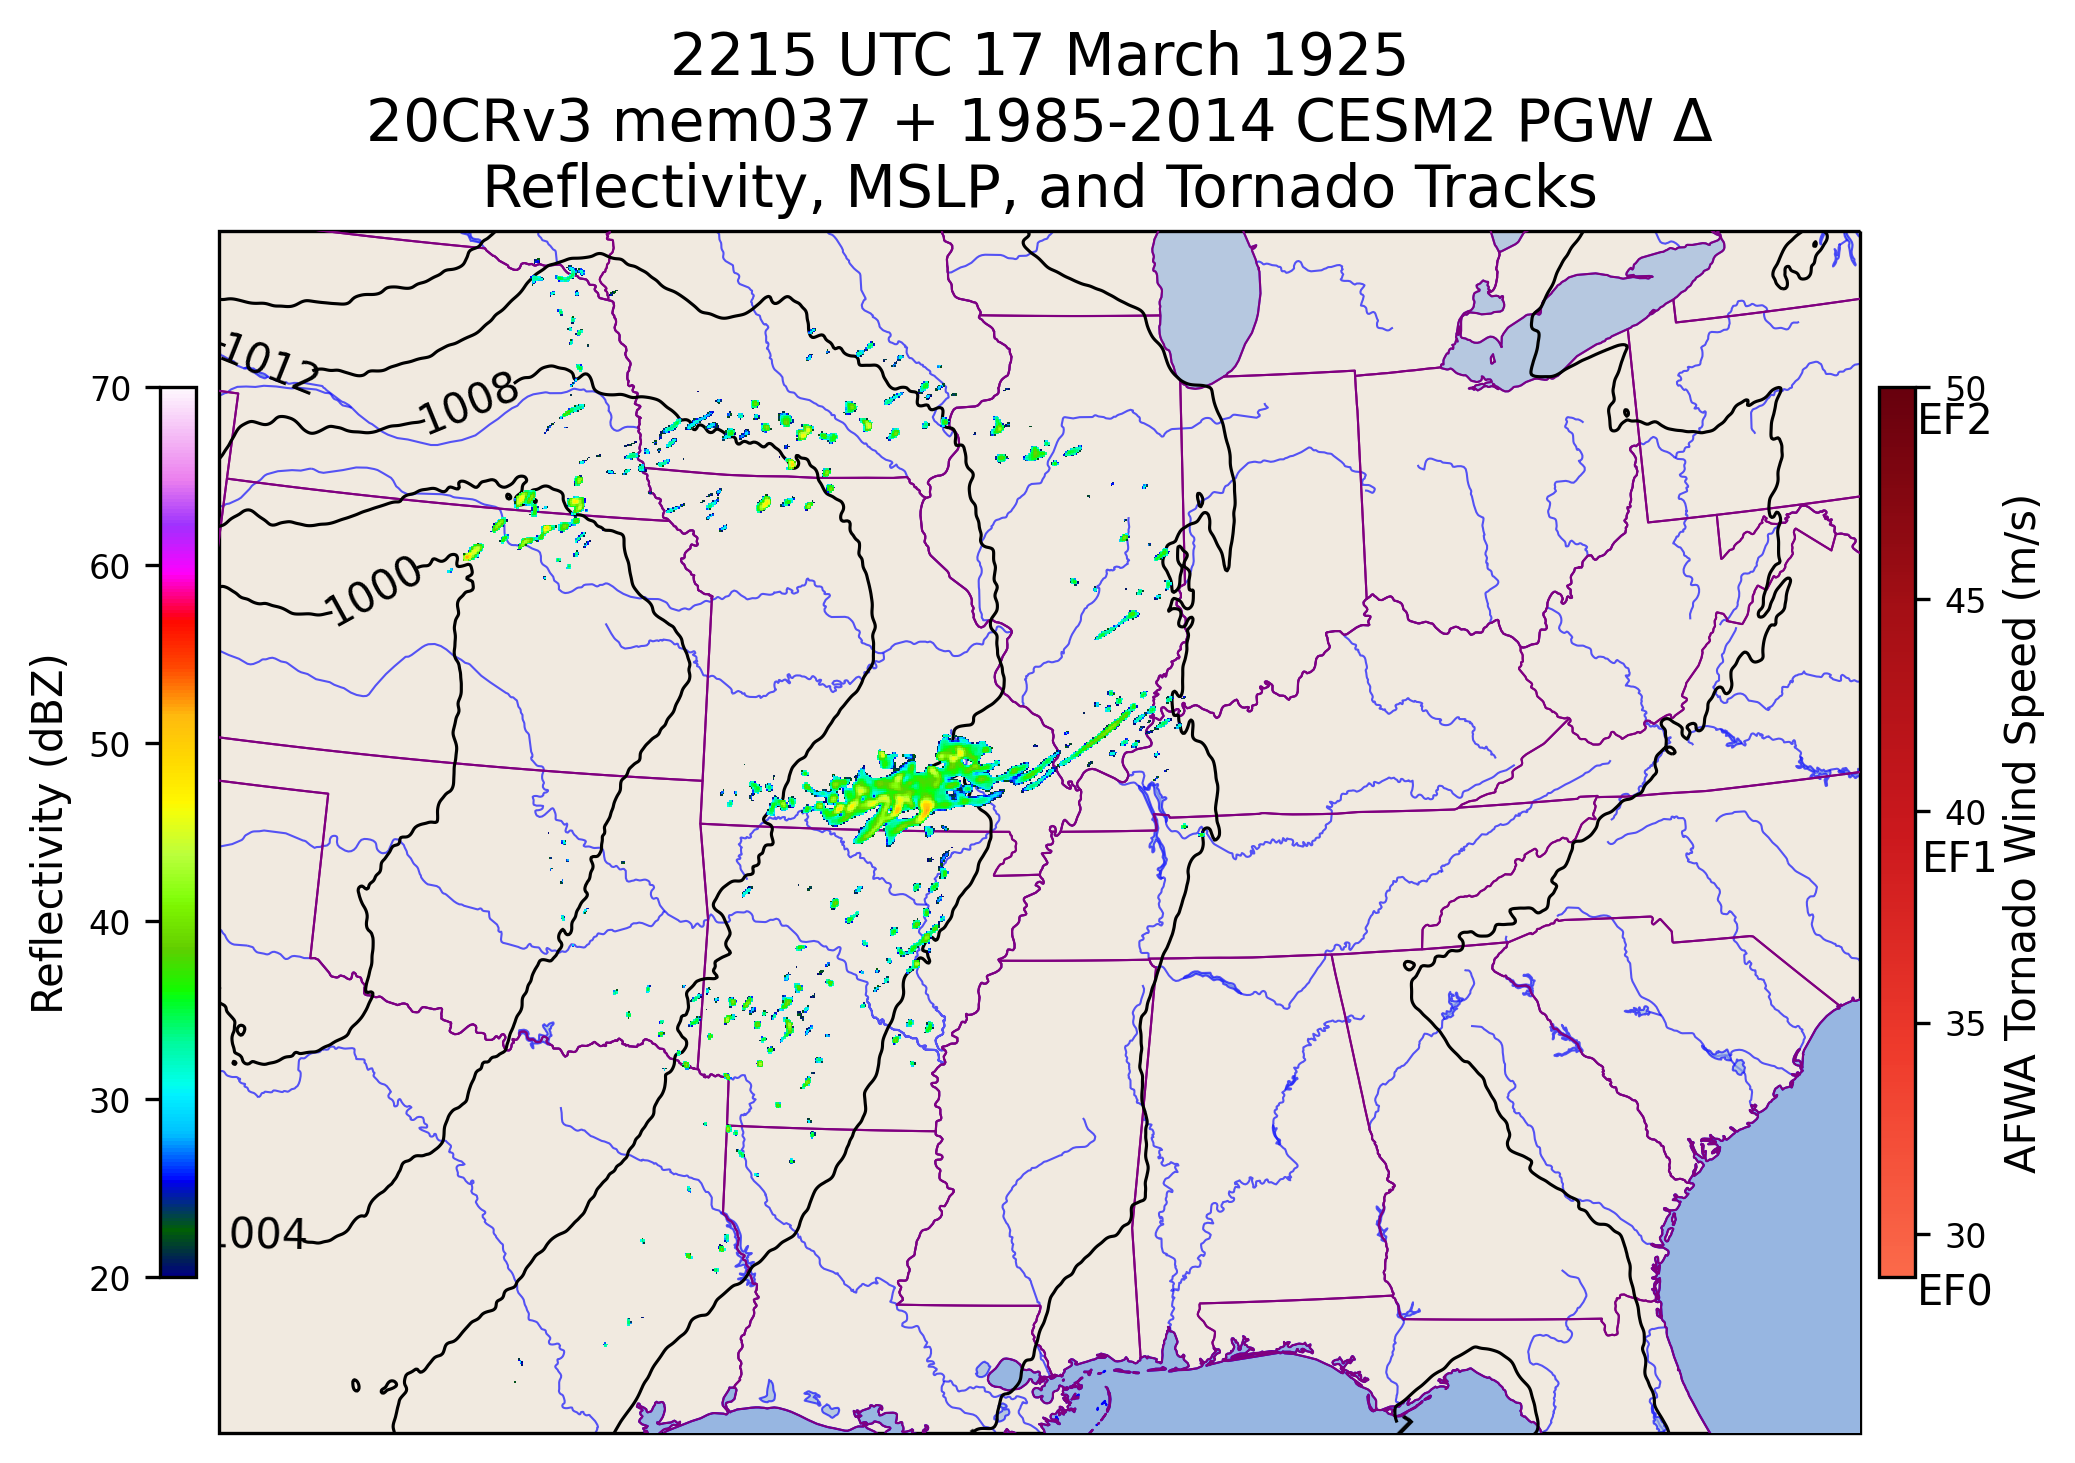 2215 UTC 17 March 1925
20CRv3 mem037 + 1985-2014 CESM2 PGW Δ
Reflectivity, MSLP, and Tornado Tracks
1012
1008
1000
004
Reflectivity (dBZ)
70
60
50
40
30
20
50
EF2
45
40
EF1
35
30
EF0
AFWA Tornado Wind Speed (m/s)